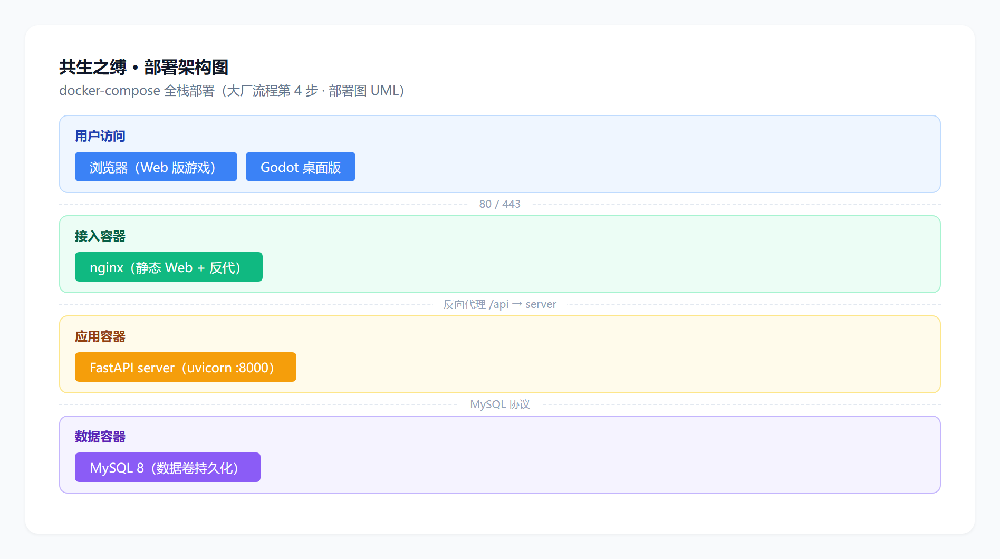 共生之缚 · 部署架构图
docker-compose 全栈部署（大厂流程第 4 步 · 部署图 UML）
用户访问
浏览器（Web 版游戏） Godot 桌面版
80 / 443
接入容器
nginx（静态 Web + 反代）
反向代理 /api → server
应用容器
FastAPI server（uvicorn :8000）
MySQL 协议
数据容器
MySQL 8（数据卷持久化）